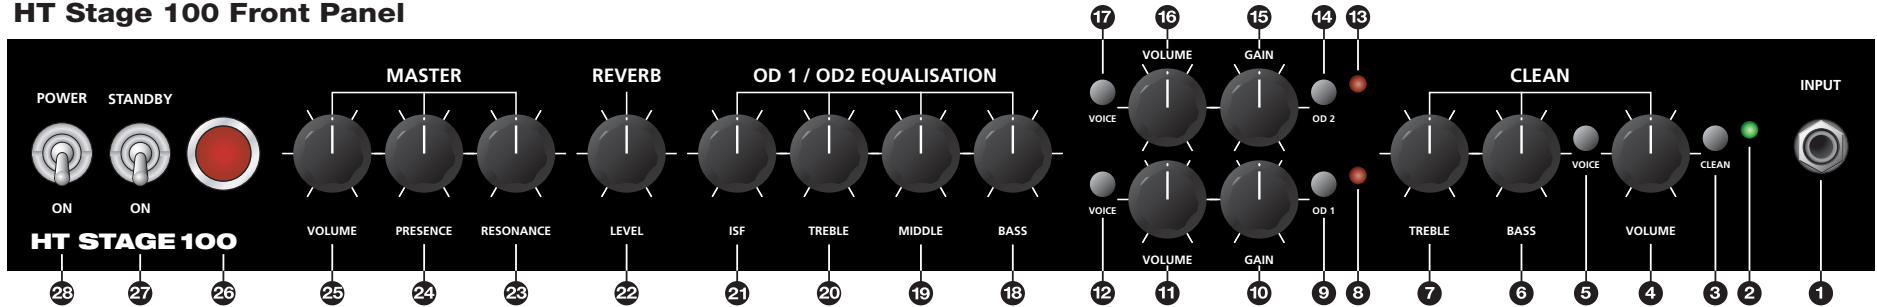 HT Stage 100 Front Panel
17 16 15 14 13
VOLUME GAIN
MASTER REVERB OD 1 / OD2 EQUALISATION CLEAN
POWER STANDBY INPUT
VOICE OD 2
VOICE CLEAN
ON ON
VOICE OD 1
VOLUME PRESENCE RESONANCE LEVEL ISF TREBLE MIDDLE BASS TREBLE BASS VOLUME
HT STAGE 100
VOLUME GAIN
28 27 26 25 24 23 22 21 20 19 18 12 11 10 9 8 7 6 5 4 3 2 1